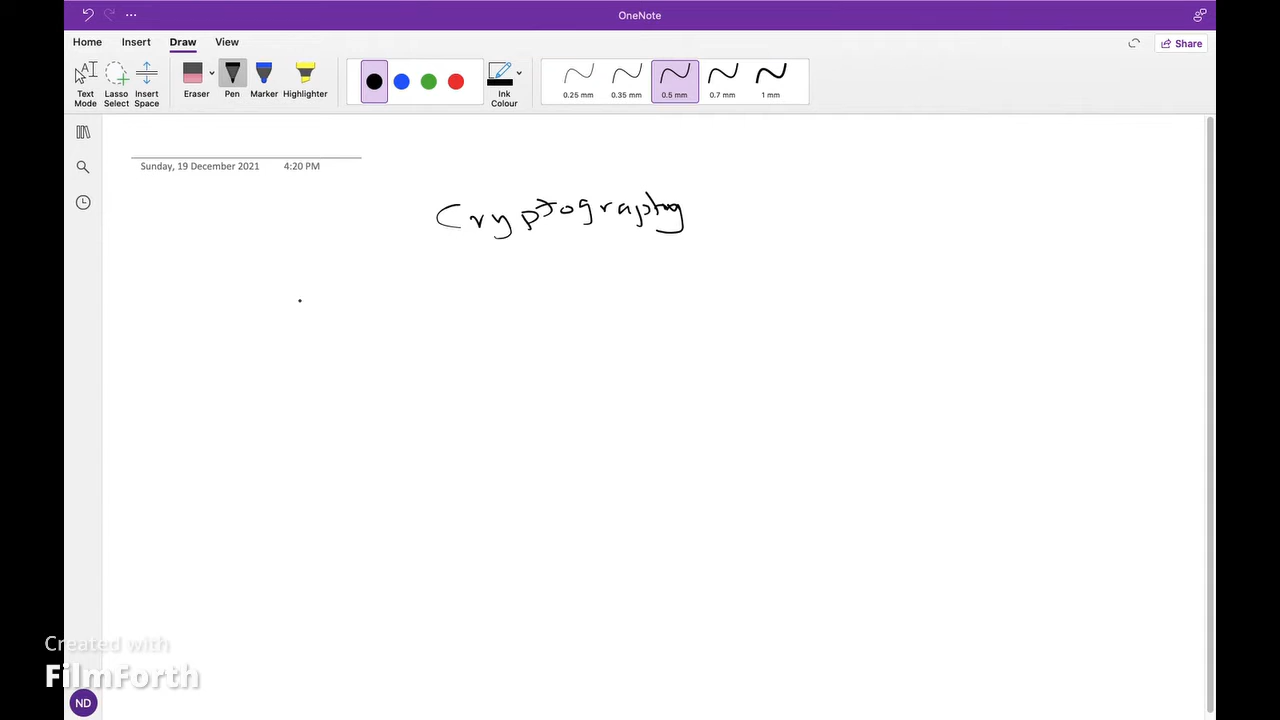 OneNote
Home Insert Draw View
Share
Text Mode
Lasso Select
Insert Space
Eraser
Pen
Marker
Highlighter
Ink Colour
0.25 mm
0.35 mm
0.5 mm
0.7 mm
1 mm
Sunday, 19 December 2021 4:20 PM
Cryptography
Created with
FilmForth
ND